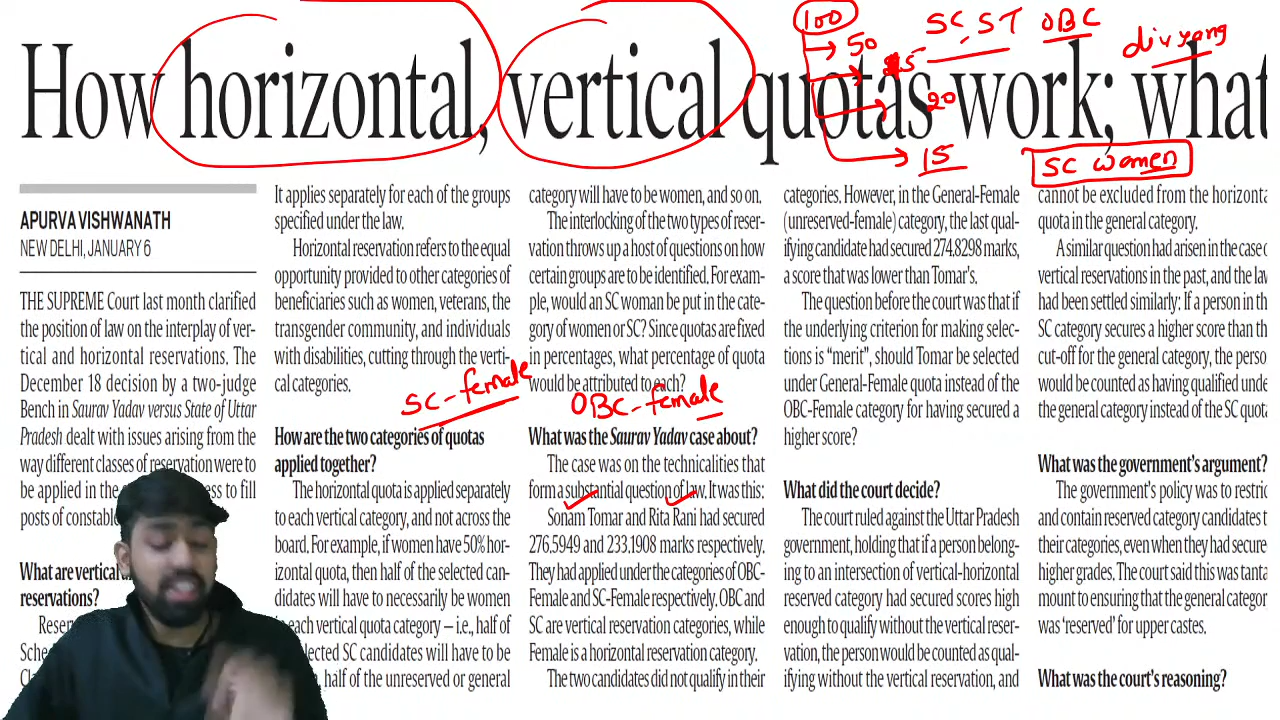 How horizontal, vertical quotas work; what
100
50
SC, ST OBC
divyang
20
15
SC women
APURVA VISHWANATH
NEW DELHI, JANUARY 6
THE SUPREME Court last month clarified
the position of law on the interplay of ver-
tical and horizontal reservations. The
December 18 decision by a two-judge
Bench in Saurav Yadav versus State of Uttar
Pradesh dealt with issues arising from the
way different classes of reservation were to
be applied in the
ess to fill
posts of constable
What are vertical
reservations?
It applies separately for each of the groups
specified under the law.
Horizontal reservation refers to the equal
opportunity provided to other categories of
beneficiaries such as women, veterans, the
transgender community, and individuals
with disabilities, cutting through the verti-
cal categories.
SC-female
How are the two categories of quotas
applied together?
The horizontal quota is applied separately
to each vertical category, and not across the
board. For example, if women have 50% hor-
izontal quota, then half of the selected can-
didates will have to necessarily be women
each vertical quota category — i.e., half of
selected SC candidates will have to be
half of the unreserved or general
category will have to be women, and so on.
The interlocking of the two types of reser-
vation throws up a host of questions on how
certain groups are to be identified. For exam-
ple, would an SC woman be put in the cate-
gory of women or SC? Since quotas are fixed
in percentages, what percentage of quota
would be attributed to each?
OBC-female
What was the Saurav Yadav case about?
The case was on the technicalities that
form a substantial question of law. It was this:
Sonam Tomar and Rita Rani had secured
276.5949 and 233.1908 marks respectively.
They had applied under the categories of OBC-
Female and SC-Female respectively. OBC and
SC are vertical reservation categories, while
Female is a horizontal reservation category.
The two candidates did not qualify in their
categories. However, in the General-Female
(unreserved-female) category, the last qual-
ifying candidate had secured 274.8298 marks,
a score that was lower than Tomar's.
The question before the court was that if
the underlying criterion for making selec-
tions is “merit”, should Tomar be selected
under General-Female quota instead of the
OBC-Female category for having secured a
higher score?
What did the court decide?
The court ruled against the Uttar Pradesh
government, holding that if a person belong-
ing to an intersection of vertical-horizontal
reserved category had secured scores high
enough to qualify without the vertical reser-
vation, the person would be counted as qual-
ifying without the vertical reservation, and
cannot be excluded from the horizonta
quota in the general category.
A similar question had arisen in the case o
vertical reservations in the past, and the law
had been settled similarly: If a person in th
SC category secures a higher score than th
cut-off for the general category, the perso
would be counted as having qualified unde
the general category instead of the SC quota
What was the government's argument?
The government's policy was to restric
and contain reserved category candidates t
their categories, even when they had secure
higher grades. The court said this was tanta
mount to ensuring that the general categor
was ‘reserved’ for upper castes.
What was the court's reasoning?